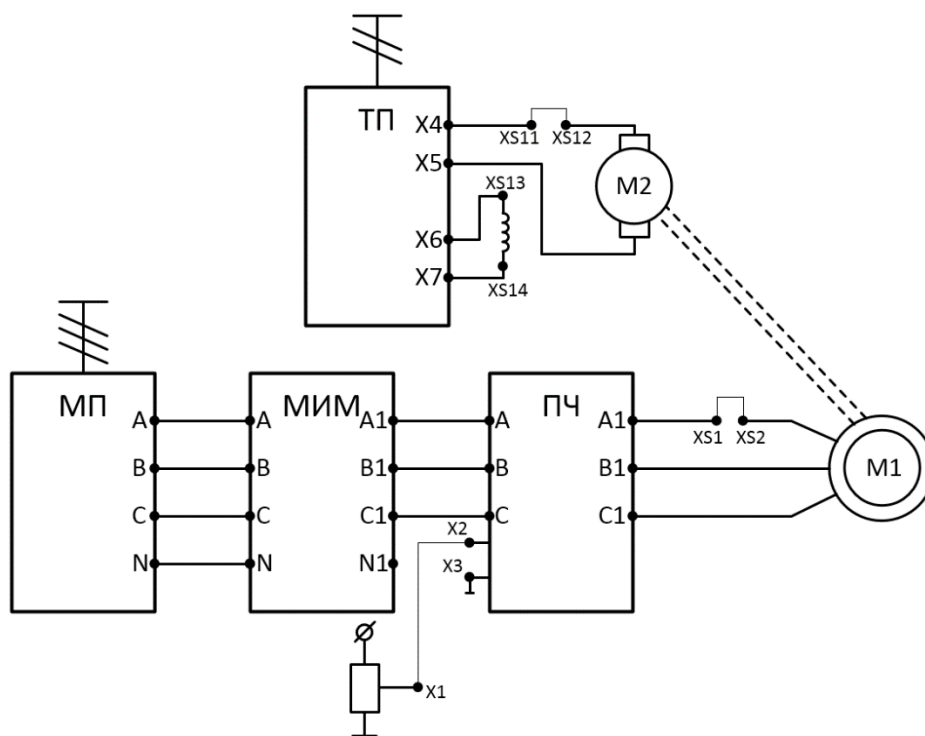 ТП
X4
XS11
XS12
X5
M2
XS13
X6
X7
XS14
МП
МИМ
ПЧ
A
A
A1
A
A1
XS1
XS2
B
B
B1
B
B1
M1
C
C
C1
C
C1
X2
N
N
N1
X3
X1